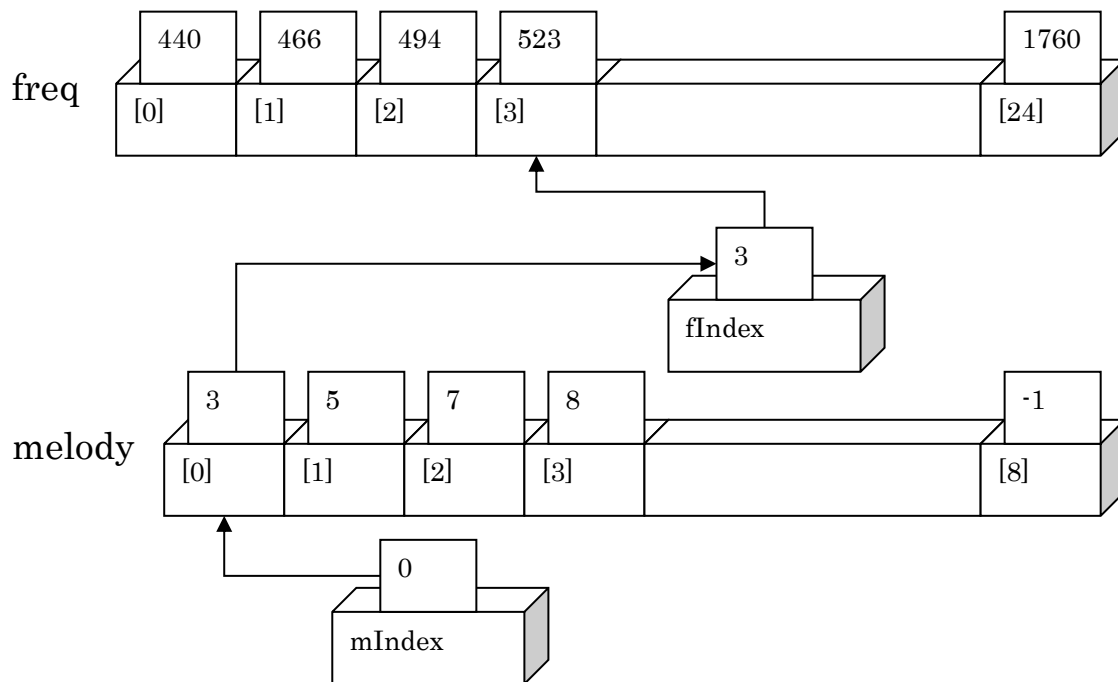 440 466 494 523 1760
freq
[0] [1] [2] [3] [24]
3
fIndex
3 5 7 8 -1
melody
[0] [1] [2] [3] [8]
0
mIndex